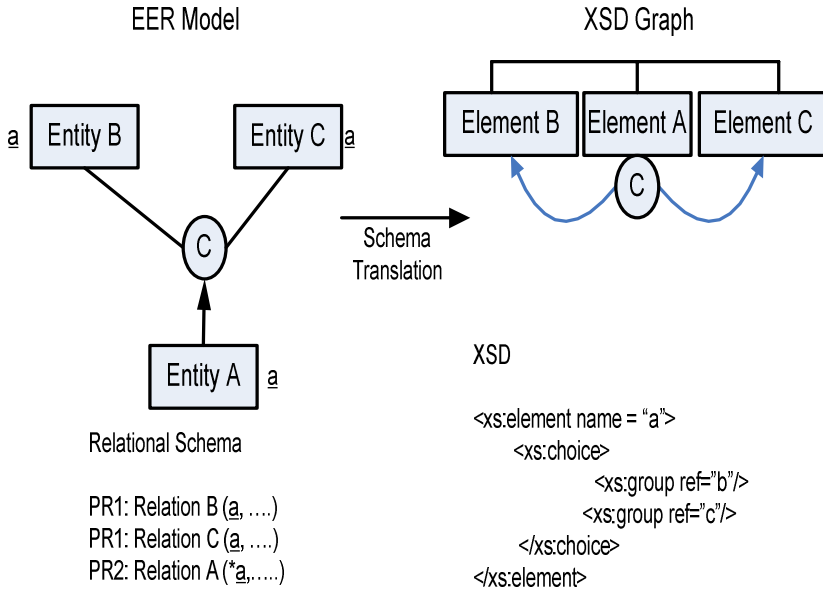 EER Model
XSD Graph
a
Entity B
Entity C
a
Element B
Element A
Element C
C
C
Schema
Translation
Entity A
a
Relational Schema
PR1: Relation B (a, ….)
PR1: Relation C (a, ….)
PR2: Relation A (*a,…..)
XSD
<xs:element name = “a”>
<xs:choice>
<xs:group ref=”b”/>
<xs:group ref=”c”/>
</xs:choice>
</xs:element>